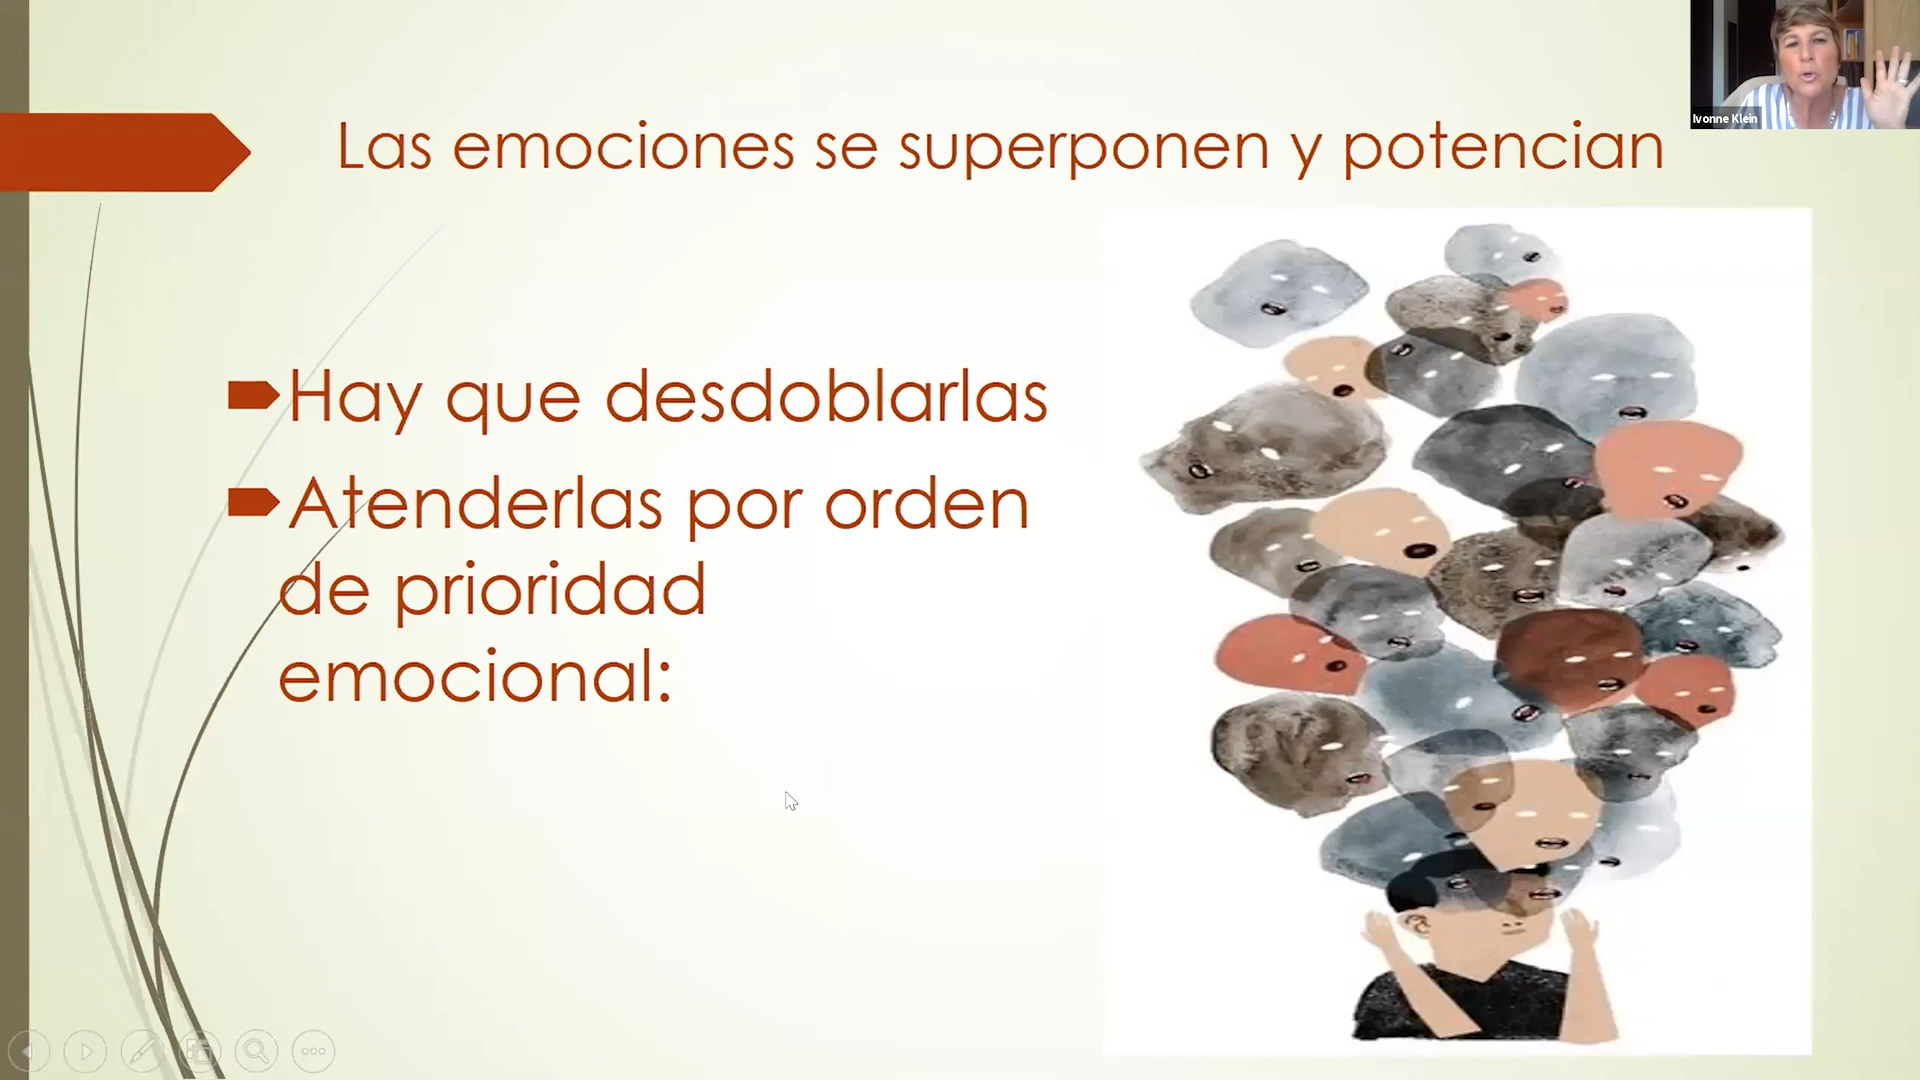 Ivonne Klein
Las emociones se superponen y potencian
Hay que desdoblarlas
Atenderlas por orden
de prioridad
emocional: